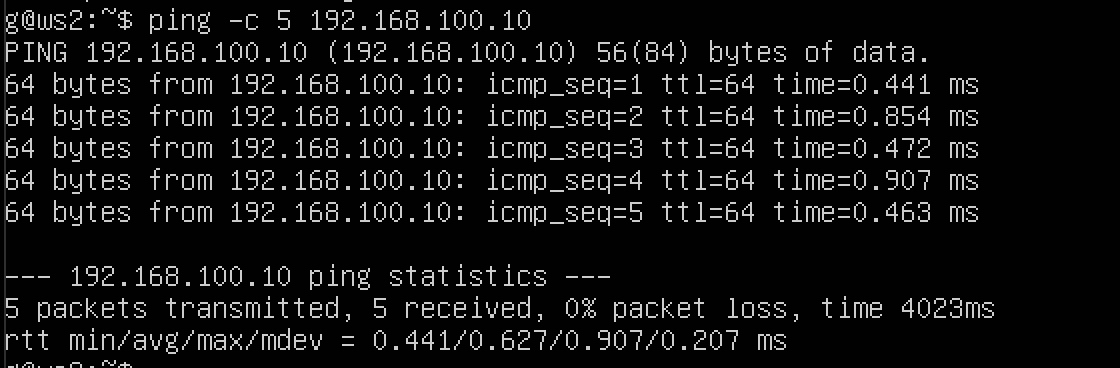 g@ws2:~$ ping -c 5 192.168.100.10
PING 192.168.100.10 (192.168.100.10) 56(84) bytes of data.
64 bytes from 192.168.100.10: icmp_seq=1 ttl=64 time=0.441 ms
64 bytes from 192.168.100.10: icmp_seq=2 ttl=64 time=0.854 ms
64 bytes from 192.168.100.10: icmp_seq=3 ttl=64 time=0.472 ms
64 bytes from 192.168.100.10: icmp_seq=4 ttl=64 time=0.907 ms
64 bytes from 192.168.100.10: icmp_seq=5 ttl=64 time=0.463 ms

--- 192.168.100.10 ping statistics ---
5 packets transmitted, 5 received, 0% packet loss, time 4023ms
rtt min/avg/max/mdev = 0.441/0.627/0.907/0.207 ms
g@ws2:~$